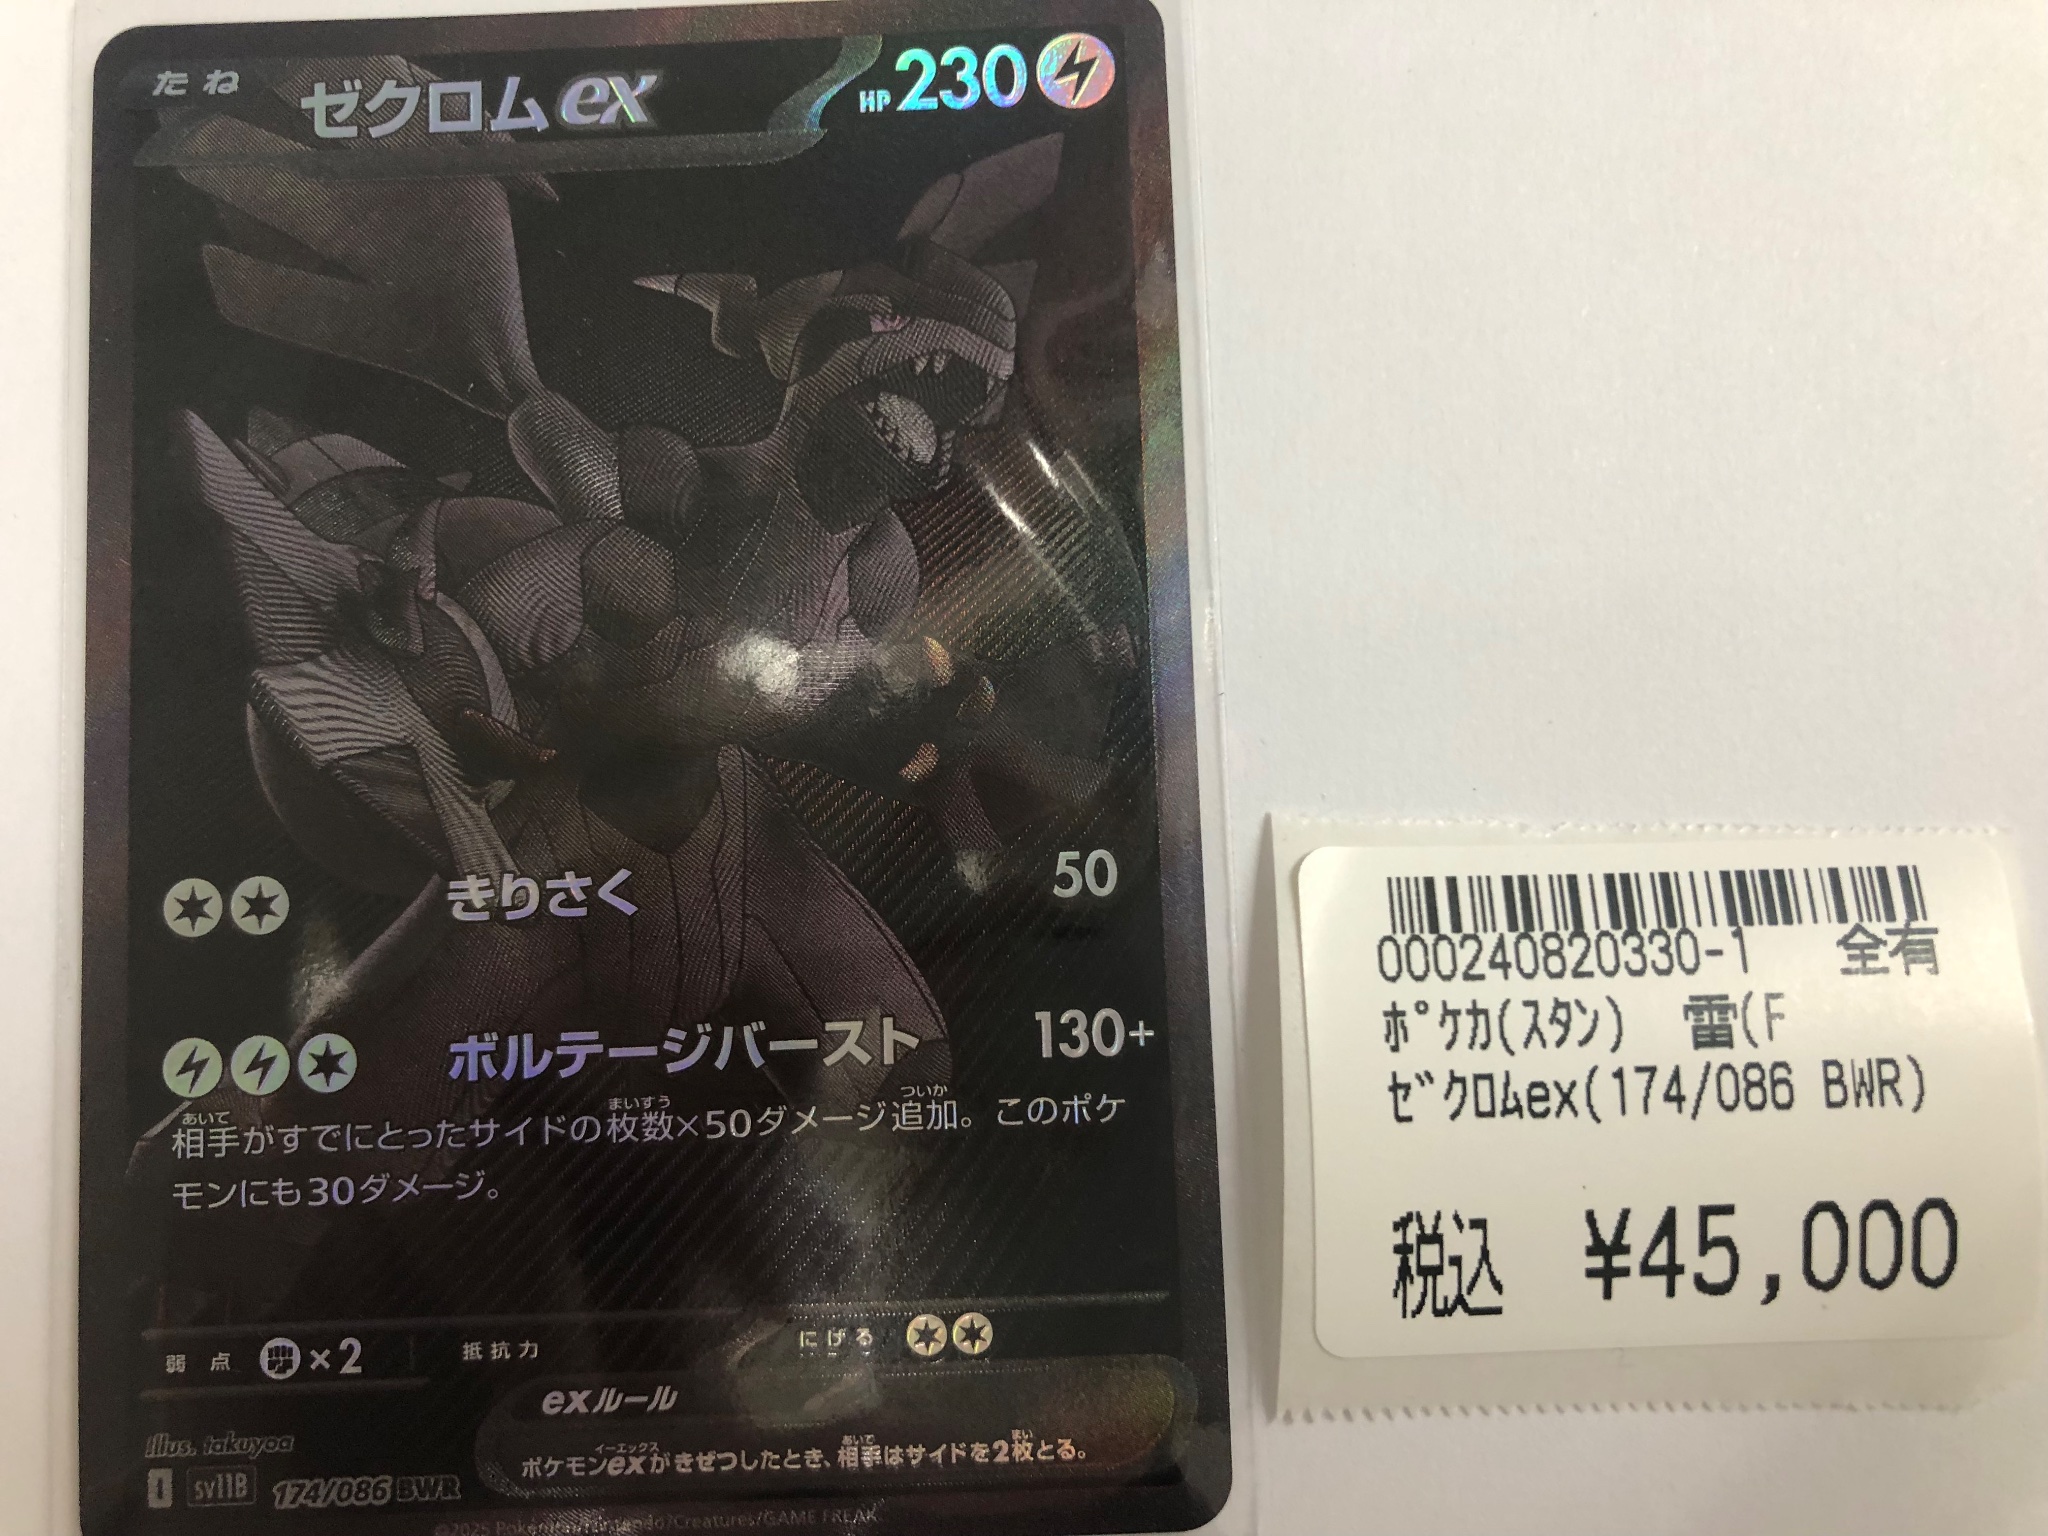 たね ゼクロムex HP230
きりさく 50
ボルテージバースト 130+
相手がすでにとったサイドの枚数×50ダメージ追加。このポケ
モンにも30ダメージ。
弱点 ×2 抵抗力 にげる
exルール
ポケモンexがきぜつしたとき、相手はサイドを2枚とる。
Illus. takuyoa
I sv11B 174/086 BWR
©2025 Pokémon/Nintendo/Creatures/GAME FREAK
000240820330-1 全有
ﾎﾟｹｶ(ｽﾀﾝ) 雷(F
ｾﾞｸﾛﾑex(174/086 BWR)
税込 ¥45,000